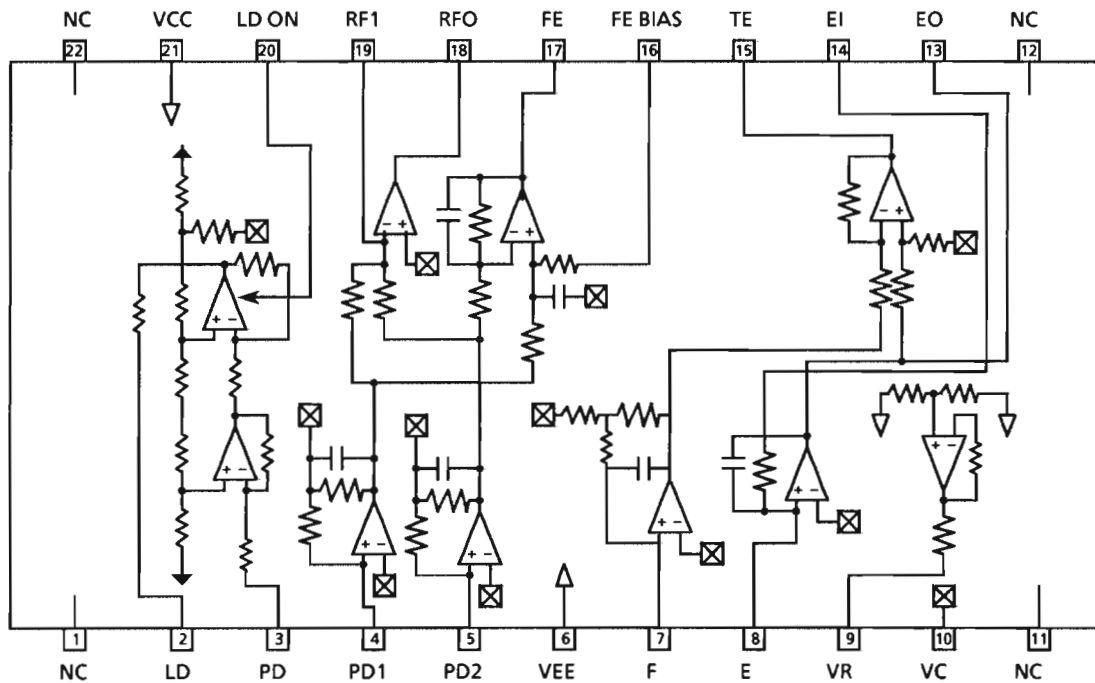 NC VCC LD ON RF1 RFO FE FE BIAS TE EI EO NC
22 21 20 19 18 17 16 15 14 13 12
- +
- +
- +
+ -
+ -
+ -
+ -
+ -
+ -
+ -
+ -
1 2 3 4 5 6 7 8 9 10 11
NC LD PD PD1 PD2 VEE F E VR VC NC